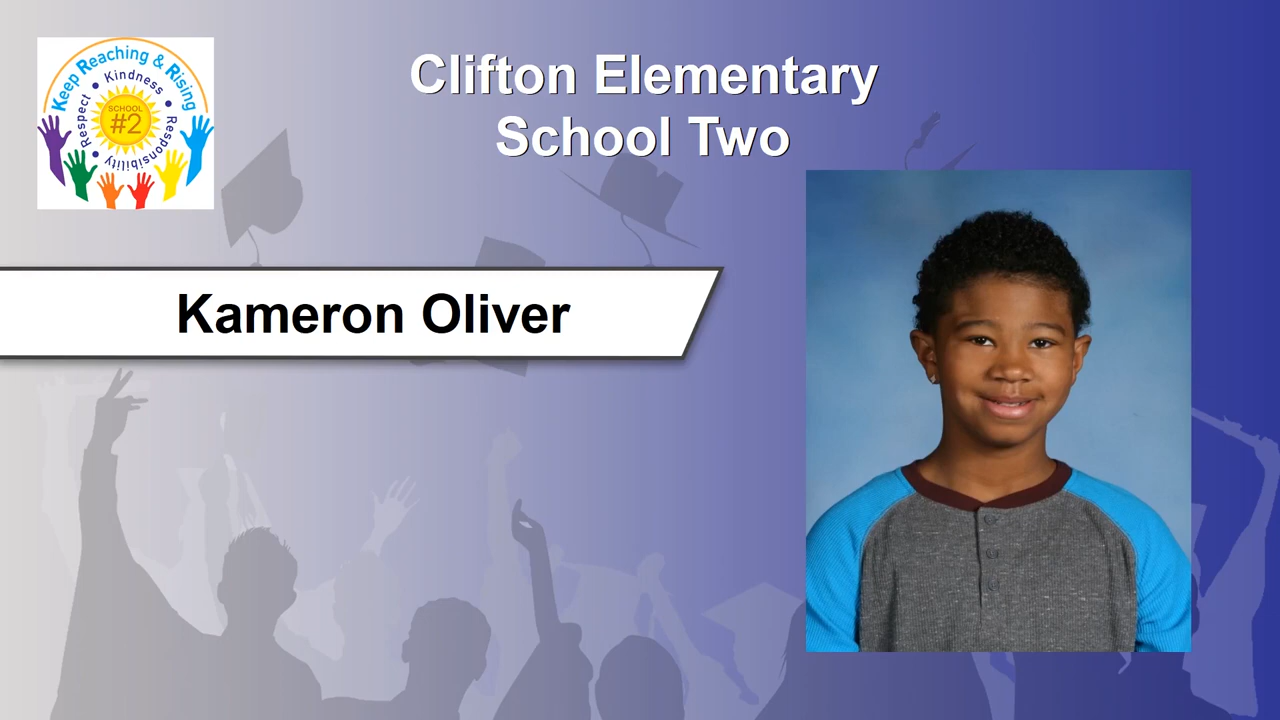 Keep Reaching & Rising
Kindness
Respect
Responsibility
SCHOOL
#2
Clifton Elementary
School Two
Kameron Oliver